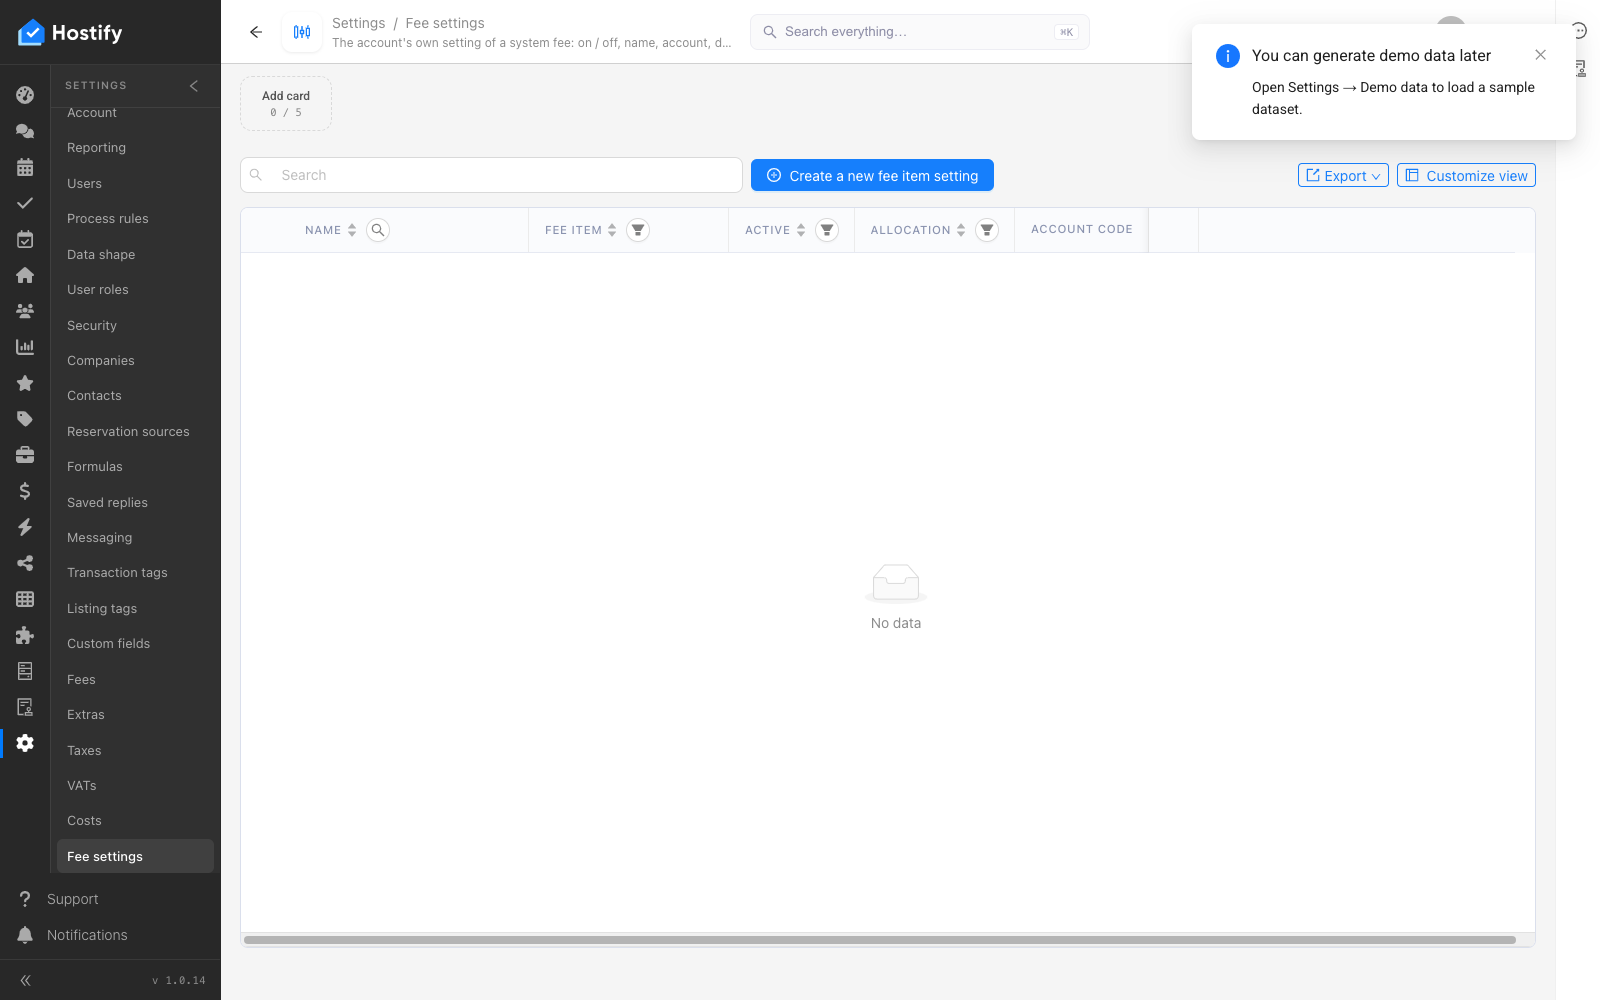 Hostify
SETTINGS
Account
Reporting
Users
Process rules
Data shape
User roles
Security
Companies
Contacts
Reservation sources
Formulas
Saved replies
Messaging
Transaction tags
Listing tags
Custom fields
Fees
Extras
Taxes
VATs
Costs
Fee settings
Support
Notifications
v 1.0.14
Settings / Fee settings
The account's own setting of a system fee: on / off, name, account, d...
Search everything...
⌘K
You can generate demo data later
Open Settings → Demo data to load a sample
dataset.
Add card
0 / 5
Search
Create a new fee item setting
Export
Customize view
NAME
FEE ITEM
ACTIVE
ALLOCATION
ACCOUNT CODE
No data